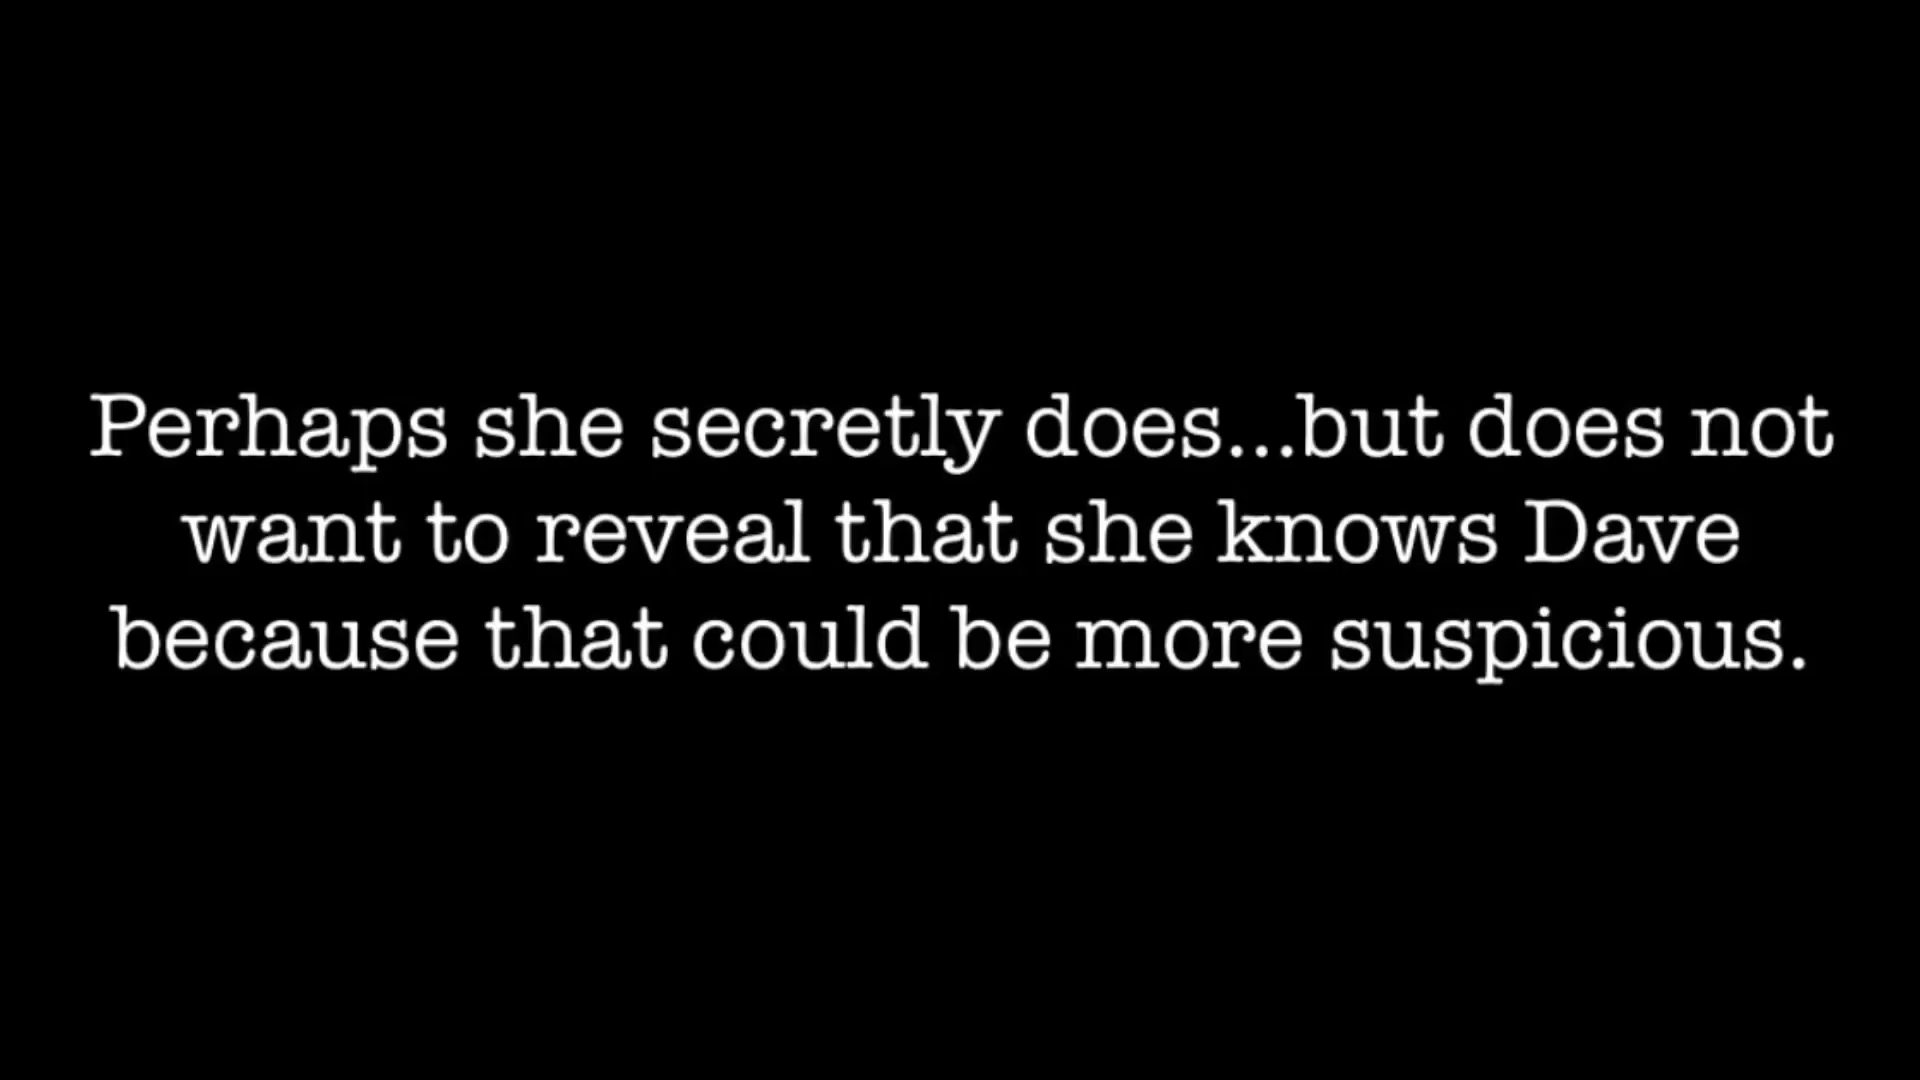 Perhaps she secretly does...but does not
want to reveal that she knows Dave
because that could be more suspicious.